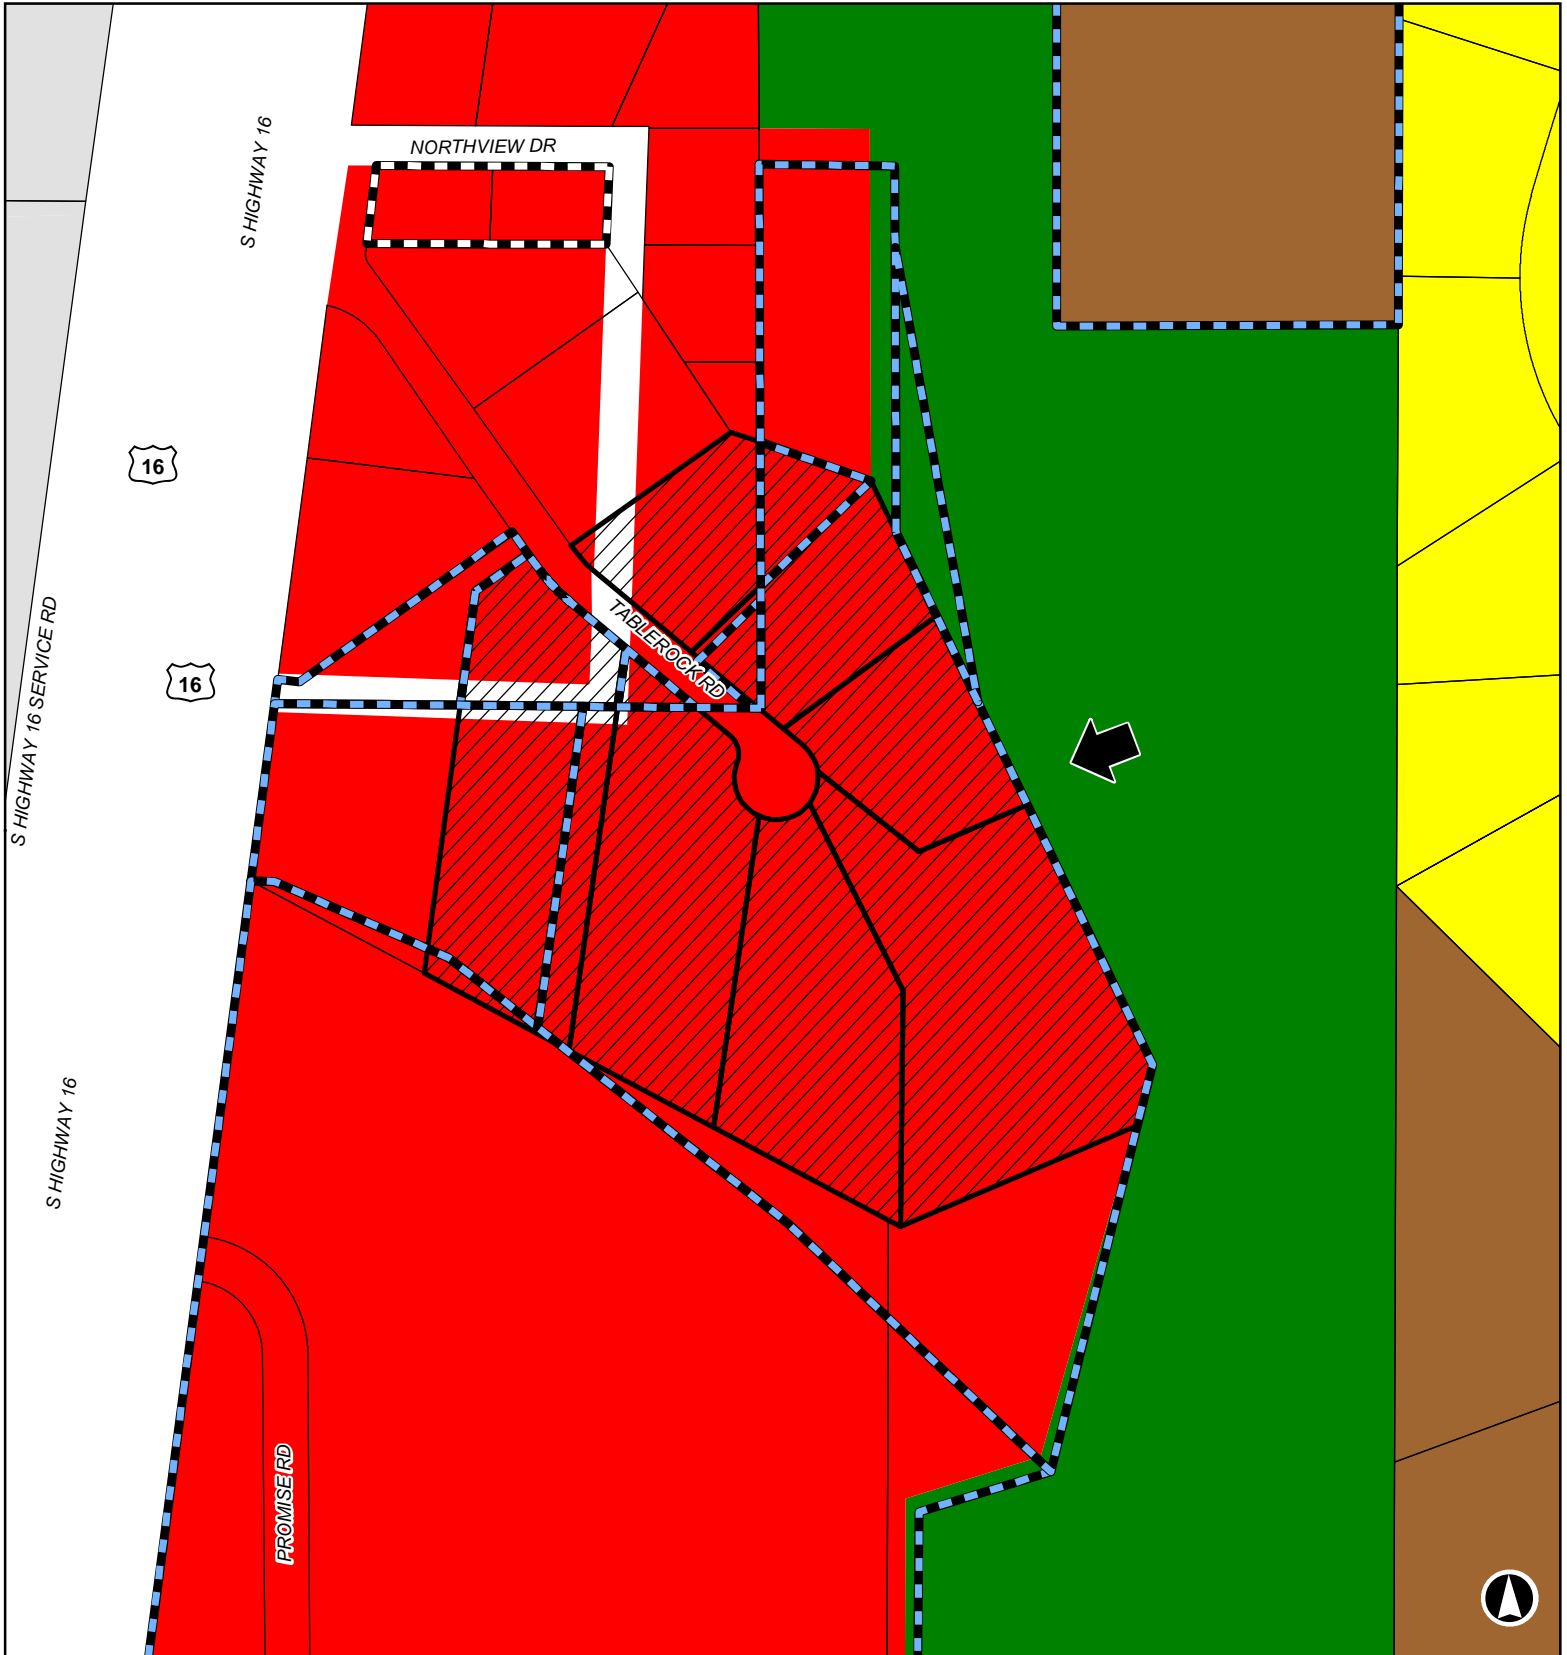 NORTHVIEW DR
S HIGHWAY 16
16
S HIGHWAY 16 SERVICE RD
TABLEROCK RD
16
S HIGHWAY 16
PROMISE RD